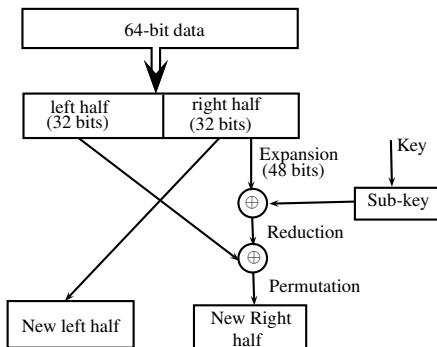 64-bit data
left half
(32 bits)
right half
(32 bits)
Expansion
(48 bits)
Key
⊕
Sub-key
Reduction
⊕
Permutation
New left half
New Right
half